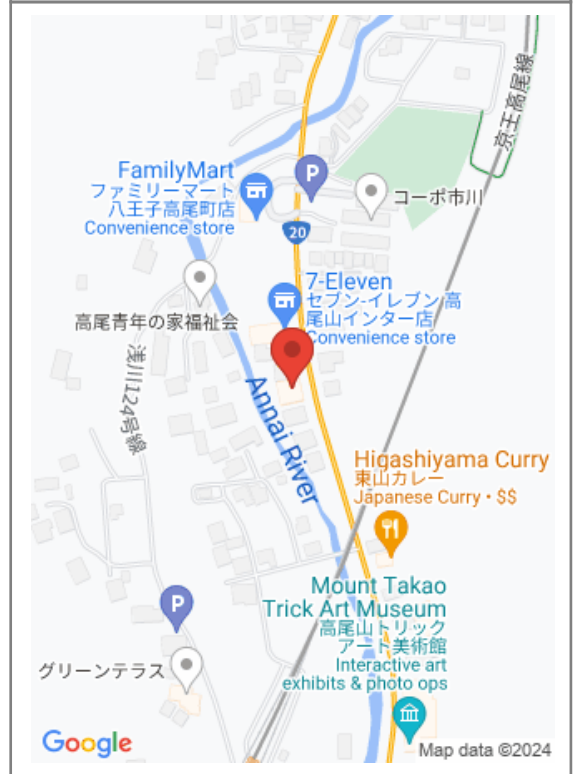 京王高尾線
FamilyMart
ファミリーマート
八王子高尾町店
Convenience store
P
コーポ市川
20
7-Eleven
セブン-イレブン 高
尾山インター店
Convenience store
高尾青年の家福祉会
浅川124号線
Annai River
Higashiyama Curry
東山カレー
Japanese Curry • $$
Mount Takao
Trick Art Museum
高尾山トリック
アート美術館
Interactive art
exhibits & photo ops
P
グリーンテラス
Google
Map data ©2024